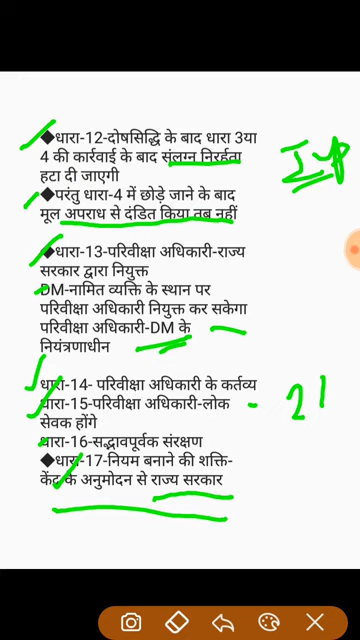 ◆धारा-12-दोषसिद्धि के बाद धारा 3या
4 की कार्रवाई के बाद संलग्न निरर्हता
हटा दी जाएगी
◆परंतु धारा-4 में छोड़े जाने के बाद
मूल अपराध से दंडित किया तब नहीं
Imp
◆धारा-13-परिवीक्षा अधिकारी-राज्य
सरकार द्वारा नियुक्त
DM-नामित व्यक्ति के स्थान पर
परिवीक्षा अधिकारी नियुक्त कर सकेगा
परिवीक्षा अधिकारी-DM के
नियंत्रणाधीन
धारा-14- परिवीक्षा अधिकारी के कर्तव्य
धारा-15-परिवीक्षा अधिकारी-लोक
सेवक होंगे
- 21
धारा-16-सद्भावपूर्वक संरक्षण
◆धारा-17-नियम बनाने की शक्ति-
केंद्र के अनुमोदन से राज्य सरकार